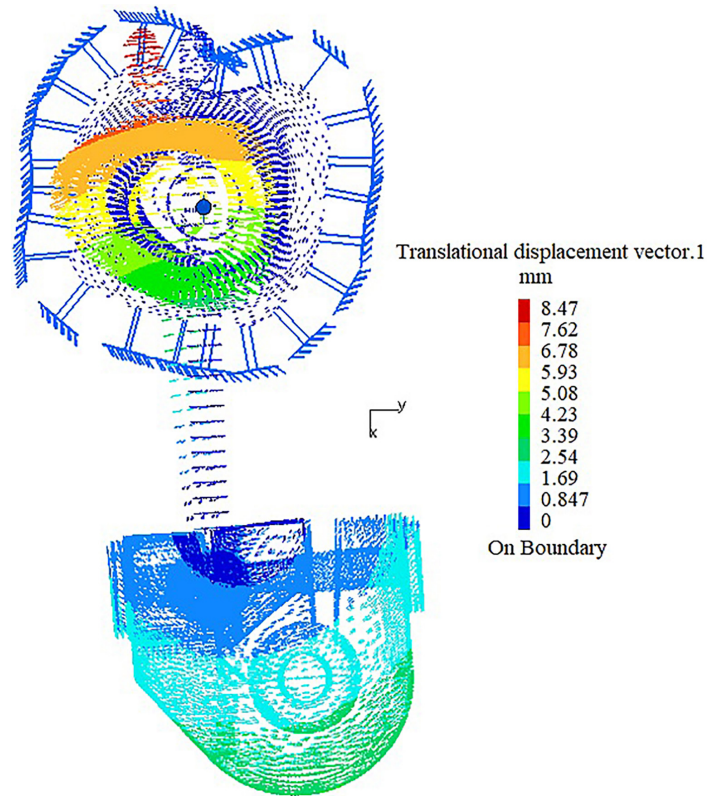 Translational displacement vector.1
mm
8.47
7.62
6.78
5.93
5.08
4.23
3.39
2.54
1.69
0.847
0
On Boundary
y
x